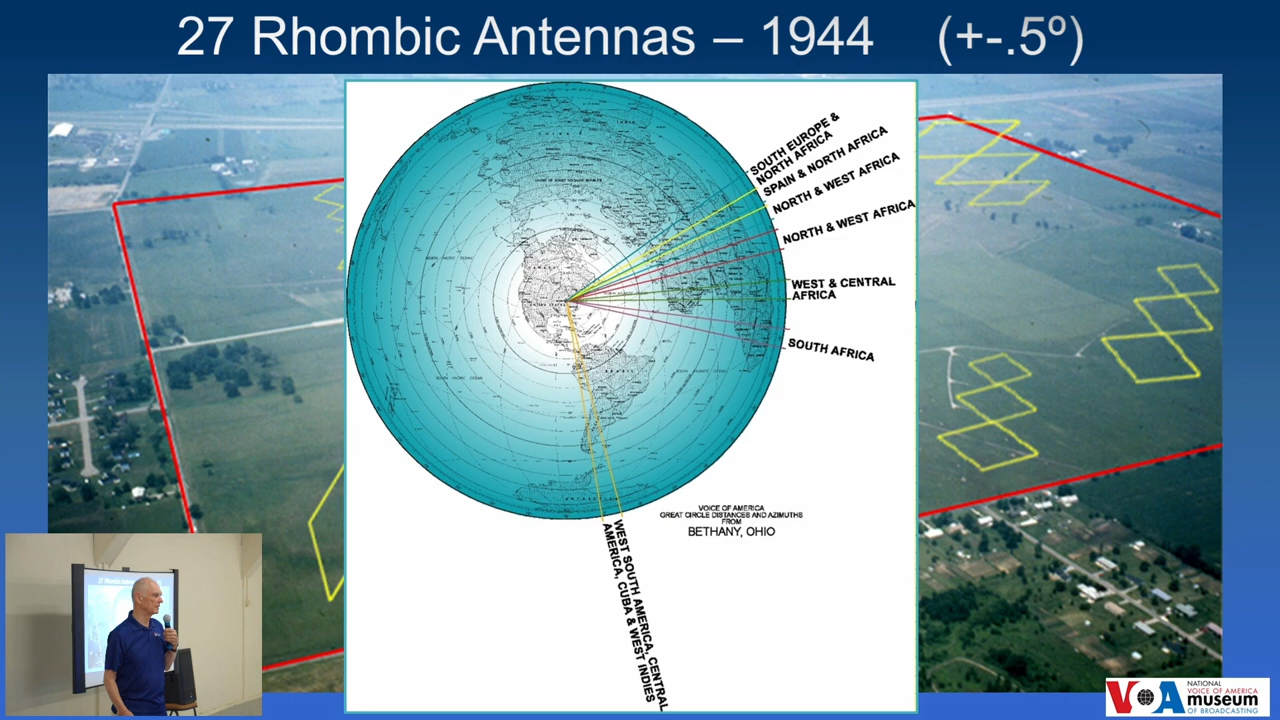 27 Rhombic Antennas – 1944 (+-.5º)
SOUTH EUROPE &
NORTH AFRICA
SPAIN & NORTH AFRICA
NORTH & WEST AFRICA
NORTH & WEST AFRICA
WEST & CENTRAL
AFRICA
SOUTH AFRICA
WEST SOUTH AMERICA, CENTRAL
AMERICA, CUBA & WEST INDIES
VOICE OF AMERICA
GREAT CIRCLE DISTANCES AND AZIMUTHS
FROM
BETHANY, OHIO
VOA
NATIONAL
VOICE OF AMERICA
museum
OF BROADCASTING